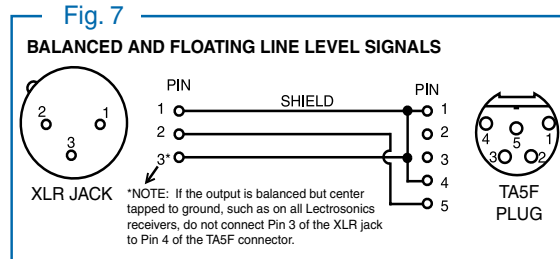 Fig. 7
BALANCED AND FLOATING LINE LEVEL SIGNALS
PIN
PIN
1
SHIELD
1
2
2
3*
3
4
5
2
1
3
XLR JACK
4
5
1
3
2
TA5F
PLUG
*NOTE: If the output is balanced but center
tapped to ground, such as on all Lectrosonics
receivers, do not connect Pin 3 of the XLR jack
to Pin 4 of the TA5F connector.